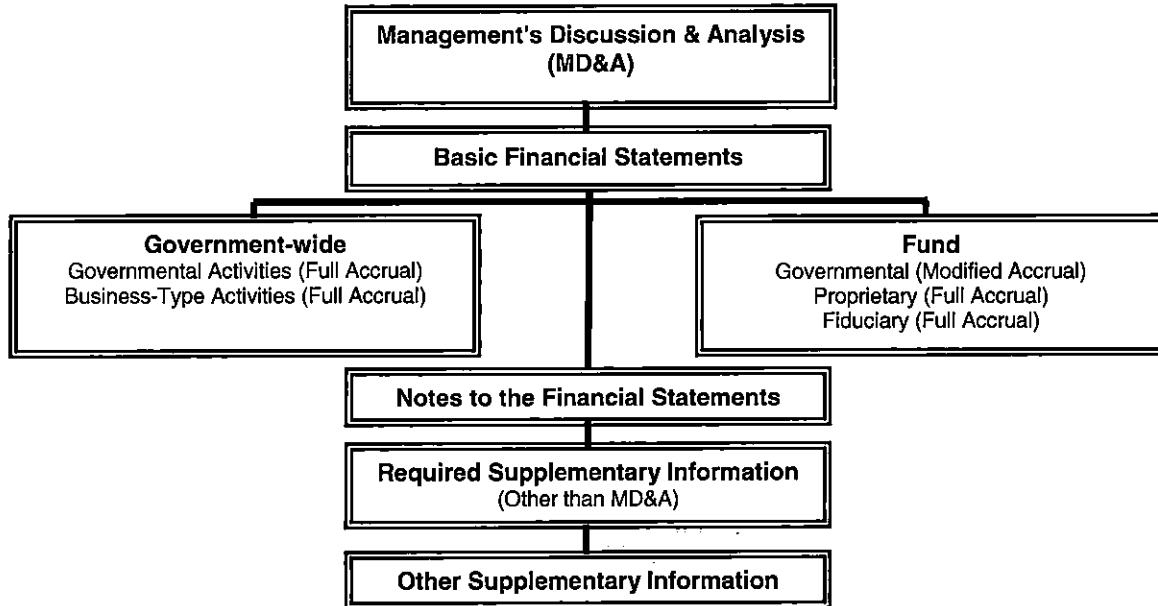 Management's Discussion & Analysis
(MD&A)
Basic Financial Statements
Government-wide
Governmental Activities (Full Accrual)
Business-Type Activities (Full Accrual)
Fund
Governmental (Modified Accrual)
Proprietary (Full Accrual)
Fiduciary (Full Accrual)
Notes to the Financial Statements
Required Supplementary Information
(Other than MD&A)
Other Supplementary Information